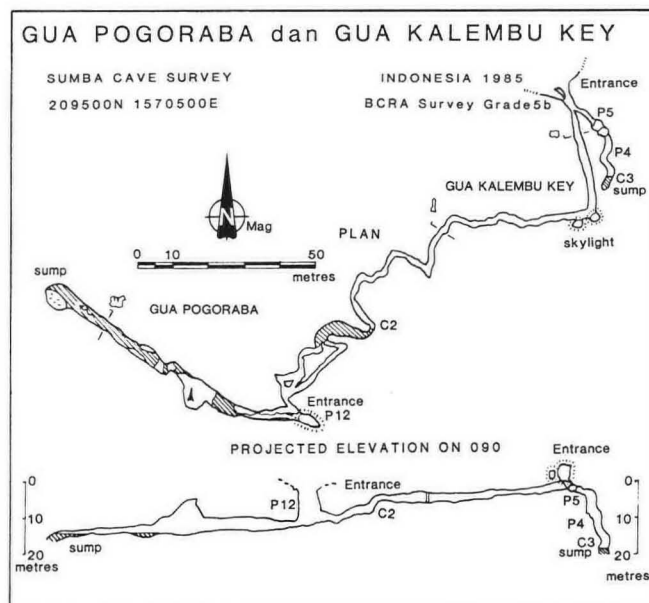 GUA POGORABA dan GUA KALEMBU KEY
SUMBA CAVE SURVEY
INDONESIA 1985
209500N 1570500E
BCRA Survey Grade5b
Entrance
P5
P4
C3
sump
GUA KALEMBU KEY
skylight
N
Mag
PLAN
0 10 50
metres
sump
GUA POGORABA
C2
Entrance
P12
PROJECTED ELEVATION ON 090
Entrance
0
10
20
metres
P12
Entrance
C2
sump
P5
P4
C3
sump
0
10
20
metres